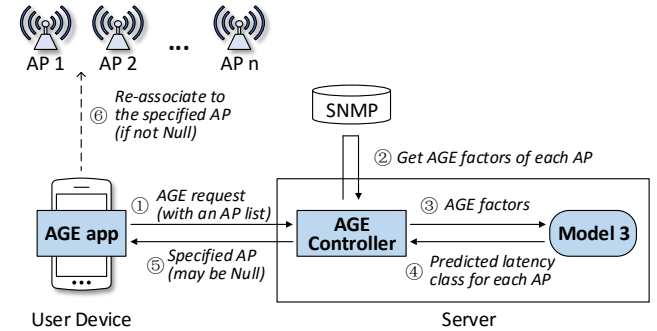 AP 1
AP 2
...
AP n
⑥ Re-associate to
the specified AP
(if not Null)
SNMP
② Get AGE factors of each AP
① AGE request
(with an AP list)
AGE app
⑤ Specified AP
(may be Null)
AGE
Controller
③ AGE factors
Model 3
④ Predicted latency
class for each AP
User Device
Server